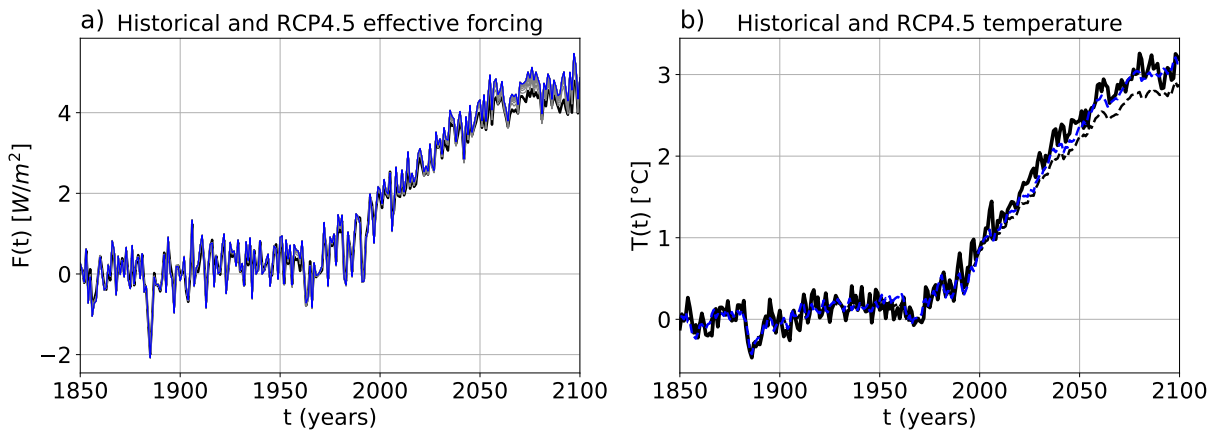 a) Historical and RCP4.5 effective forcing
F(t) [W/m²]
4
2
0
−2
1850 1900 1950 2000 2050 2100
t (years)
b) Historical and RCP4.5 temperature
T(t) [°C]
3
2
1
0
1850 1900 1950 2000 2050 2100
t (years)